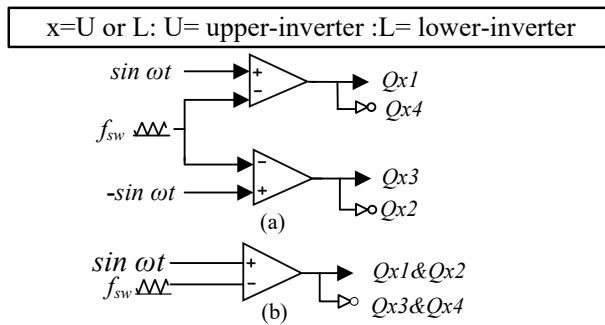 x=U or L: U= upper-inverter :L= lower-inverter
sin ωt
+
−
Qx1
Qx4
fsw
−
+
Qx3
-sin ωt
Qx2
(a)
sin ωt
+
Qx1&Qx2
fsw
−
(b)
Qx3&Qx4